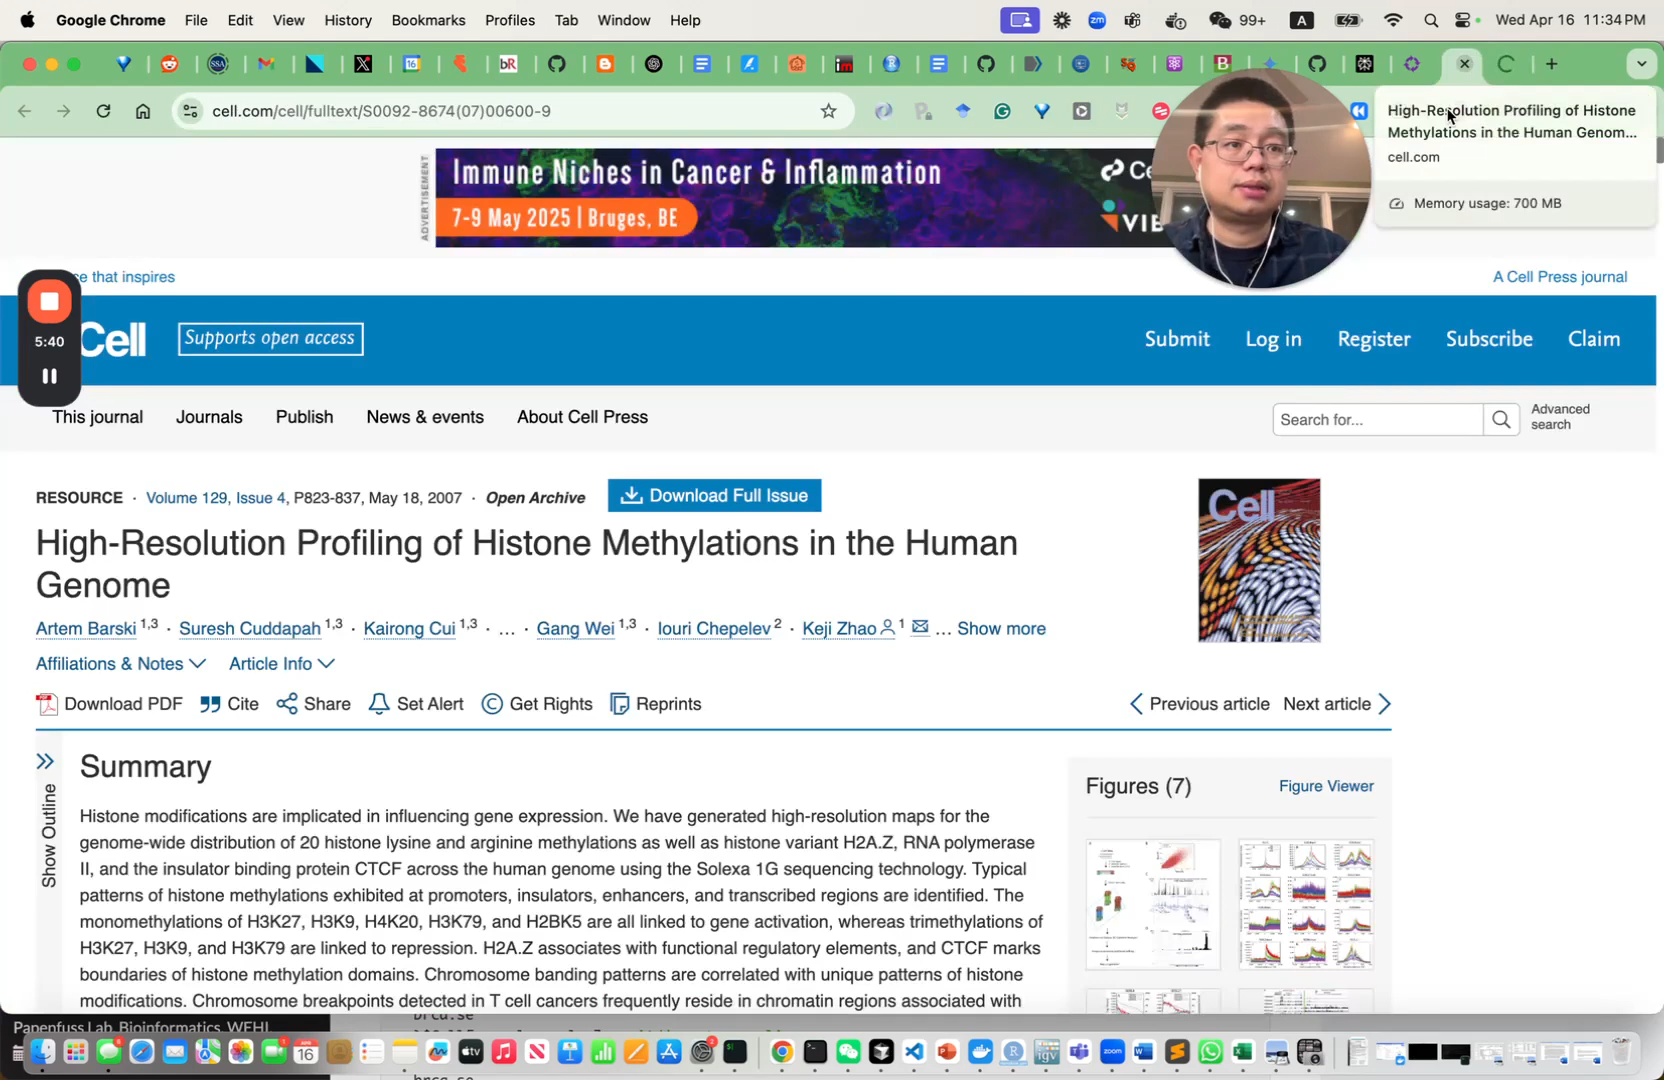 Google Chrome File Edit View History Bookmarks Profiles Tab Window Help
zm 99+ A Wed Apr 16 11:34 PM
cell.com/cell/fulltext/S0092-8674(07)00600-9
High-Resolution Profiling of Histone
Methylations in the Human Genom...
cell.com
Memory usage: 700 MB
ADVERTISEMENT
Immune Niches in Cancer & Inflammation
7-9 May 2025 | Bruges, BE
VIB
se that inspires
A Cell Press journal
5:40
Cell
Supports open access
Submit Log in Register Subscribe Claim
This journal Journals Publish News & events About Cell Press
Search for...
Advanced
search
RESOURCE · Volume 129, Issue 4, P823-837, May 18, 2007 · Open Archive
Download Full Issue
High-Resolution Profiling of Histone Methylations in the Human
Genome
Cell
Artem Barski 1,3 · Suresh Cuddapah 1,3 · Kairong Cui 1,3 · ... · Gang Wei 1,3 · Iouri Chepelev 2 · Keji Zhao 1 ... Show more
Affiliations & Notes Article Info
Download PDF Cite Share Set Alert Get Rights Reprints
Previous article Next article
Show Outline
Summary
Histone modifications are implicated in influencing gene expression. We have generated high-resolution maps for the
genome-wide distribution of 20 histone lysine and arginine methylations as well as histone variant H2A.Z, RNA polymerase
II, and the insulator binding protein CTCF across the human genome using the Solexa 1G sequencing technology. Typical
patterns of histone methylations exhibited at promoters, insulators, enhancers, and transcribed regions are identified. The
monomethylations of H3K27, H3K9, H4K20, H3K79, and H2BK5 are all linked to gene activation, whereas trimethylations of
H3K27, H3K9, and H3K79 are linked to repression. H2A.Z associates with functional regulatory elements, and CTCF marks
boundaries of histone methylation domains. Chromosome banding patterns are correlated with unique patterns of histone
modifications. Chromosome breakpoints detected in T cell cancers frequently reside in chromatin regions associated with
Figures (7)
Figure Viewer
Papenfuss Lab, Bioinformatics, WEHI
brca.se